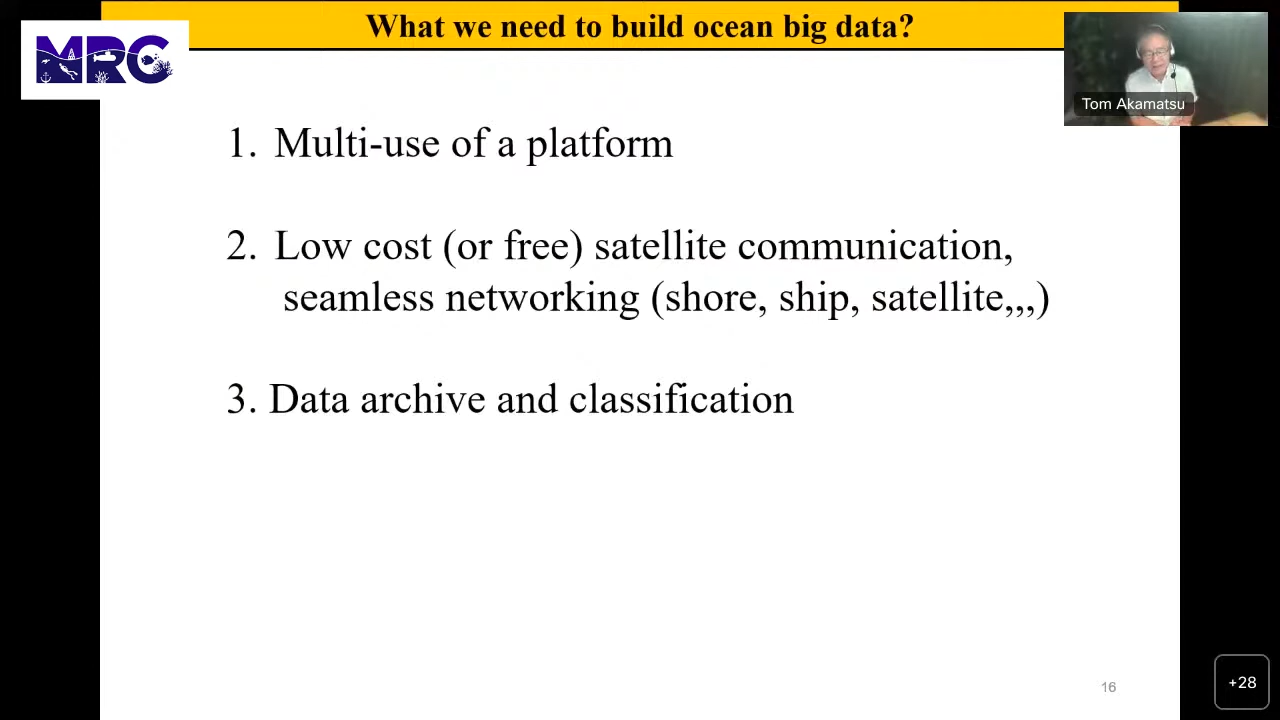 What we need to build ocean big data?
MRC
Tom Akamatsu
1. Multi-use of a platform
2. Low cost (or free) satellite communication,
seamless networking (shore, ship, satellite,,,)
3. Data archive and classification
16
+28